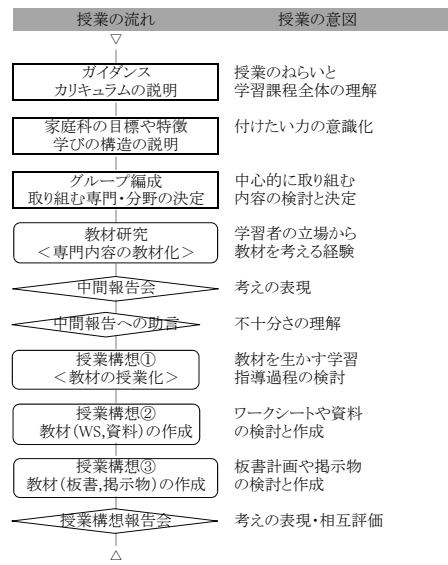 授業の流れ 授業の意図
▽
ガイダンス
カリキュラムの説明
授業のねらいと
学習課程全体の理解
家庭科の目標や特徴
学びの構造の説明
付けたい力の意識化
グループ編成
取り組む専門・分野の決定
中心的に取り組む
内容の検討と決定
教材研究
<専門内容の教材化>
学習者の立場から
教材を考える経験
中間報告会
考えの表現
中間報告への助言
不十分さの理解
授業構想①
<教材の授業化>
教材を生かす学習
指導過程の検討
授業構想②
教材(WS,資料)の作成
ワークシートや資料
の検討と作成
授業構想③
教材(板書,掲示物)の作成
板書計画や掲示物
の検討と作成
授業構想報告会
考えの表現・相互評価
△